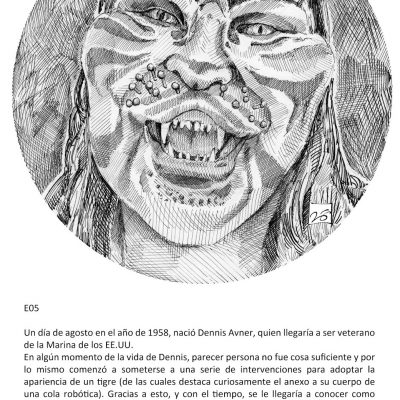 E05
Un día de agosto en el año de 1958, nació Dennis Avner, quien llegaría a ser veterano
de la Marina de los EE.UU.
En algún momento de la vida de Dennis, parecer persona no fue cosa suficiente y por
lo mismo comenzó a someterse a una serie de intervenciones para adoptar la
apariencia de un tigre (de las cuales destaca curiosamente el anexo a su cuerpo de
una cola robótica). Gracias a esto, y con el tiempo, se le llegaría a conocer como